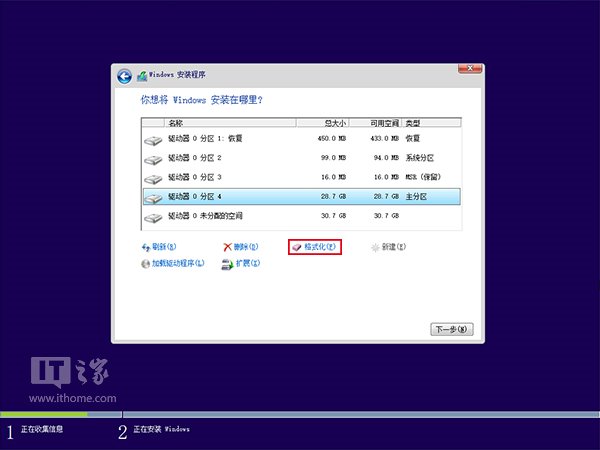 Windows 安装程序
你想将 Windows 安装在哪里?
名称 总大小 可用空间 类型
驱动器 0 分区 1: 恢复 450.0 MB 433.0 MB 恢复
驱动器 0 分区 2 99.0 MB 94.0 MB 系统分区
驱动器 0 分区 3 16.0 MB 16.0 MB MSR (保留)
驱动器 0 分区 4 28.7 GB 28.7 GB 主分区
驱动器 0 未分配的空间 30.7 GB 30.7 GB
刷新(R) 删除(D) 格式化(F) 新建(E)
加载驱动程序(L) 扩展(X)
下一步(N)
IT之家
www.ithome.com
1 正在收集信息 2 正在安装 Windows